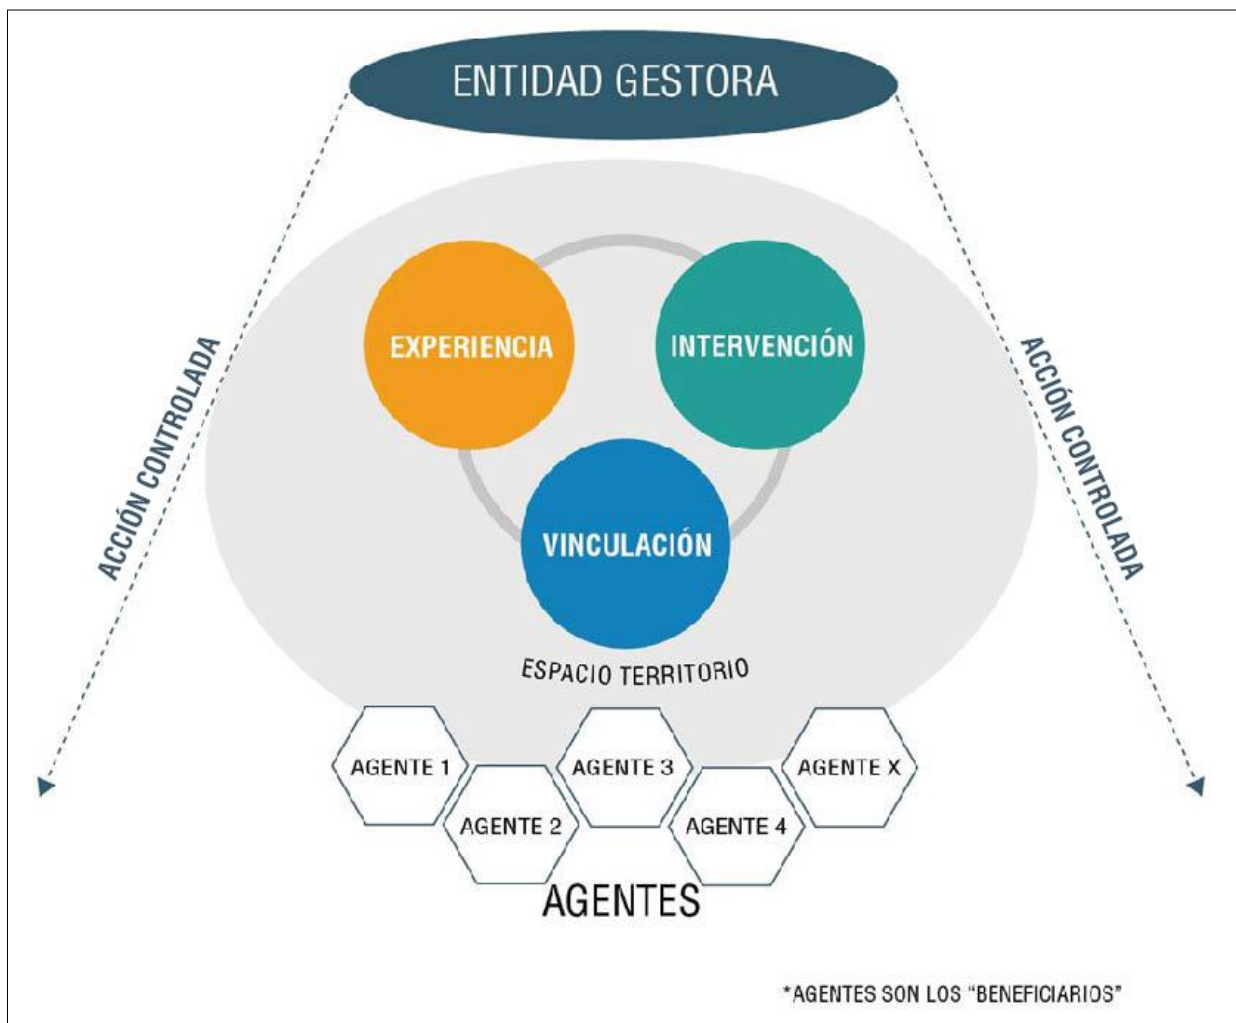 ENTIDAD GESTORA
EXPERIENCIA
INTERVENCIÓN
ACCIÓN CONTROLADA
ACCIÓN CONTROLADA
VINCULACIÓN
ESPACIO TERRITORIO
AGENTE 1
AGENTE 2
AGENTE 3
AGENTE 4
AGENTE X
AGENTES
*AGENTES SON LOS “BENEFICIARIOS”